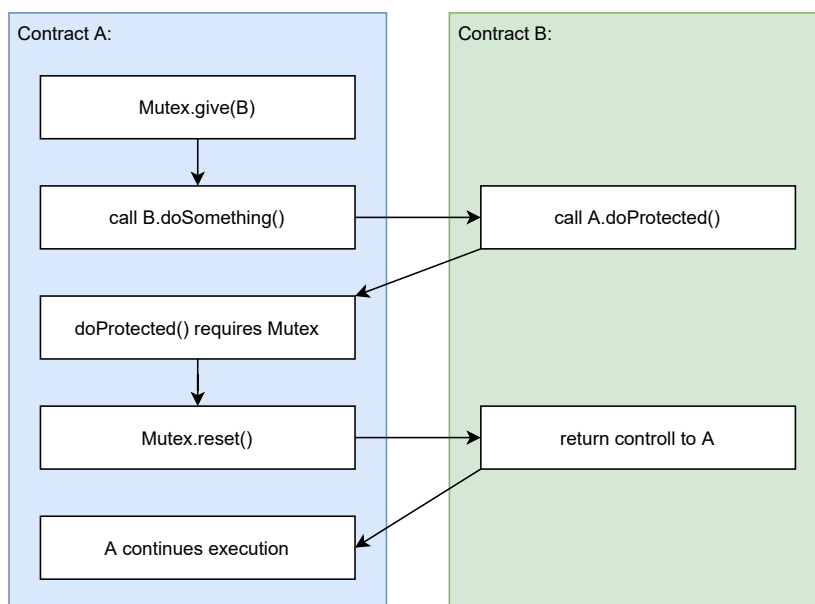 Contract A:
Contract B:
Mutex.give(B)
call B.doSomething()
call A.doProtected()
doProtected() requires Mutex
Mutex.reset()
return controll to A
A continues execution